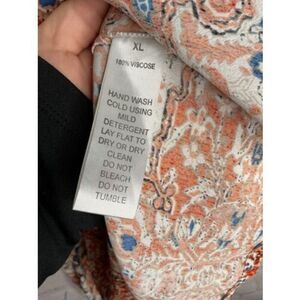 XL
100% VISCOSE
HAND WASH
COLD USING
MILD
DETERGENT
LAY FLAT TO
DRY OR DRY
CLEAN
DO NOT
BLEACH
DO NOT
TUMBLE